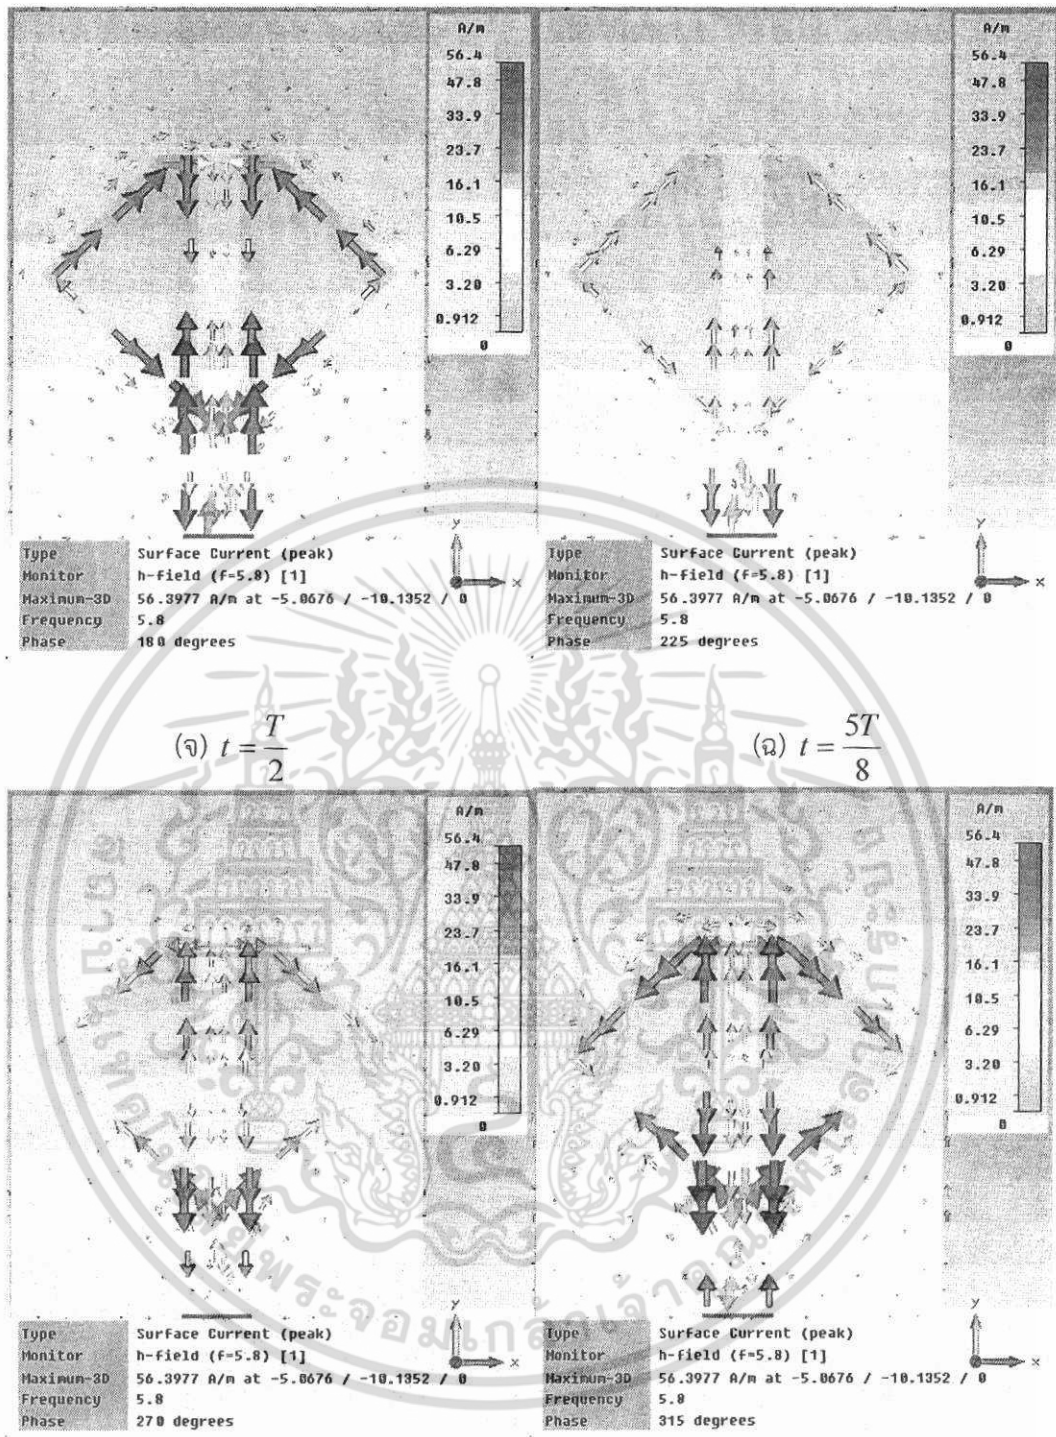 A/m
56.4
47.8
33.9
23.7
16.1
10.5
6.29
3.20
0.912
0
y
x
Type Surface Current (peak)
Monitor h-field (f=5.8) [1]
Maximum-3D 56.3977 A/m at -5.0676 / -10.1352 / 0
Frequency 5.8
Phase 180 degrees
A/m
56.4
47.8
33.9
23.7
16.1
10.5
6.29
3.20
0.912
0
y
x
Type Surface Current (peak)
Monitor h-field (f=5.8) [1]
Maximum-3D 56.3977 A/m at -5.0676 / -10.1352 / 0
Frequency 5.8
Phase 225 degrees
(จ) t = T/2
(ฉ) t = 5T/8
A/m
56.4
47.8
33.9
23.7
16.1
10.5
6.29
3.20
0.912
0
y
x
Type Surface Current (peak)
Monitor h-field (f=5.8) [1]
Maximum-3D 56.3977 A/m at -5.0676 / -10.1352 / 0
Frequency 5.8
Phase 270 degrees
A/m
56.4
47.8
33.9
23.7
16.1
10.5
6.29
3.20
0.912
0
y
x
Type Surface Current (peak)
Monitor h-field (f=5.8) [1]
Maximum-3D 56.3977 A/m at -5.0676 / -10.1352 / 0
Frequency 5.8
Phase 315 degrees